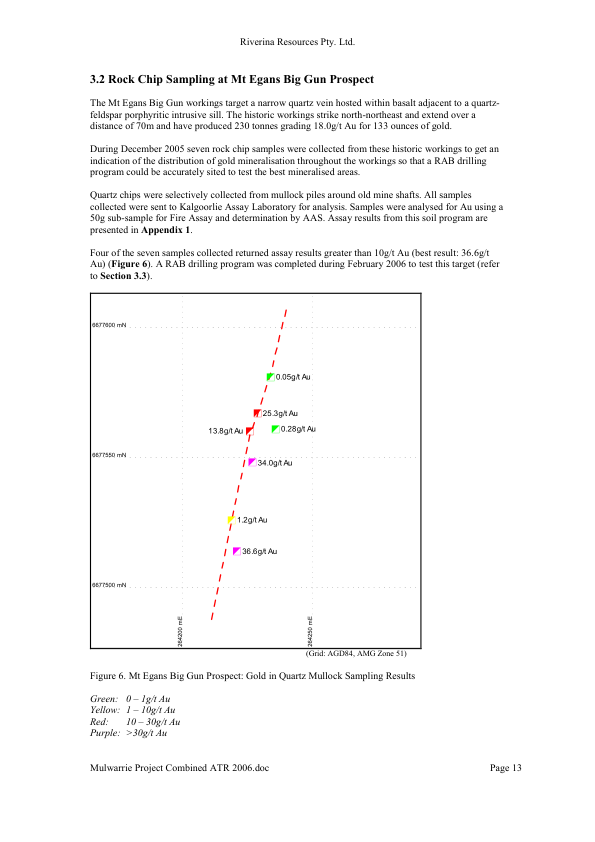 Riverina Resources Pty. Ltd.
3.2 Rock Chip Sampling at Mt Egans Big Gun Prospect
The Mt Egans Big Gun workings target a narrow quartz vein hosted within basalt adjacent to a quartz-
feldspar porphyritic intrusive sill. The historic workings strike north-northeast and extend over a
distance of 70m and have produced 230 tonnes grading 18.0g/t Au for 133 ounces of gold.
During December 2005 seven rock chip samples were collected from these historic workings to get an
indication of the distribution of gold mineralisation throughout the workings so that a RAB drilling
program could be accurately sited to test the best mineralised areas.
Quartz chips were selectively collected from mullock piles around old mine shafts. All samples
collected were sent to Kalgoorlie Assay Laboratory for analysis. Samples were analysed for Au using a
50g sub-sample for Fire Assay and determination by AAS. Assay results from this soil program are
presented in Appendix 1.
Four of the seven samples collected returned assay results greater than 10g/t Au (best result: 36.6g/t
Au) (Figure 6). A RAB drilling program was completed during February 2006 to test this target (refer
to Section 3.3).
6677600 mN
0.05g/t Au
25.3g/t Au
13.8g/t Au
0.28g/t Au
6677550 mN
34.0g/t Au
1.2g/t Au
36.6g/t Au
6677500 mN
264200 mE
264250 mE
(Grid: AGD84, AMG Zone 51)
Figure 6. Mt Egans Big Gun Prospect: Gold in Quartz Mullock Sampling Results
Green: 0 – 1g/t Au
Yellow: 1 – 10g/t Au
Red: 10 – 30g/t Au
Purple: >30g/t Au
Mulwarrie Project Combined ATR 2006.doc
Page 13